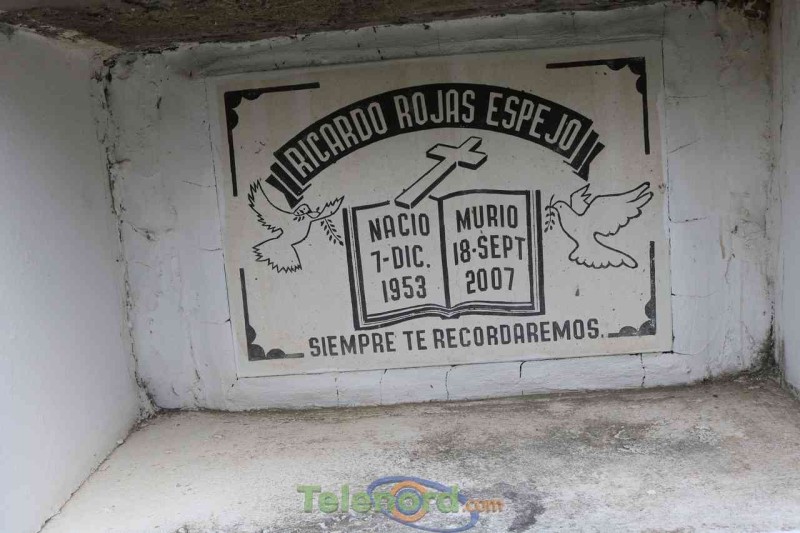 RICARDO ROJAS ESPEJO
NACIO
7-DIC.
1953
MURIO
18-SEPT
2007
SIEMPRE TE RECORDAREMOS.
Telenord.com